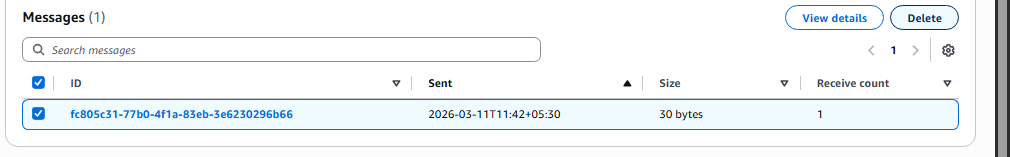 Messages (1)
View details
Delete
Search messages
1
ID
Sent
Size
Receive count
fc805c31-77b0-4f1a-83eb-3e6230296b66
2026-03-11T11:42+05:30
30 bytes
1